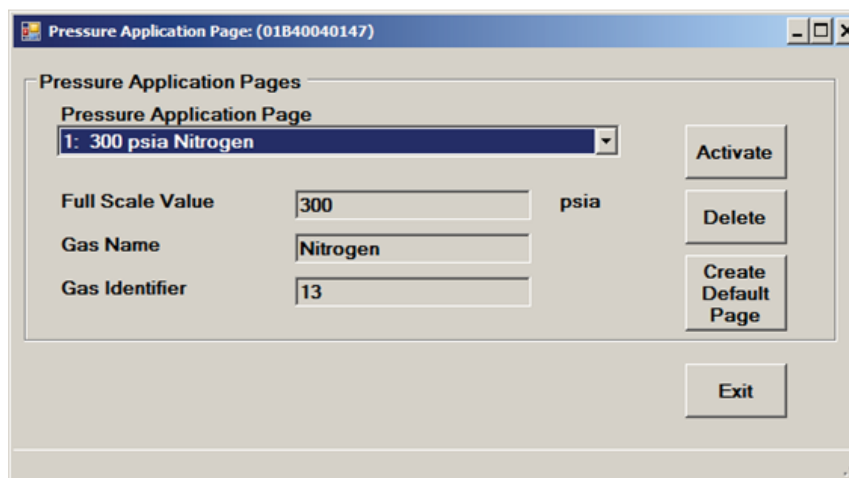 Pressure Application Page: (01B40040147)
Pressure Application Pages
Pressure Application Page
1: 300 psia Nitrogen
Activate
Full Scale Value 300 psia
Delete
Gas Name Nitrogen
Gas Identifier 13
Create
Default
Page
Exit